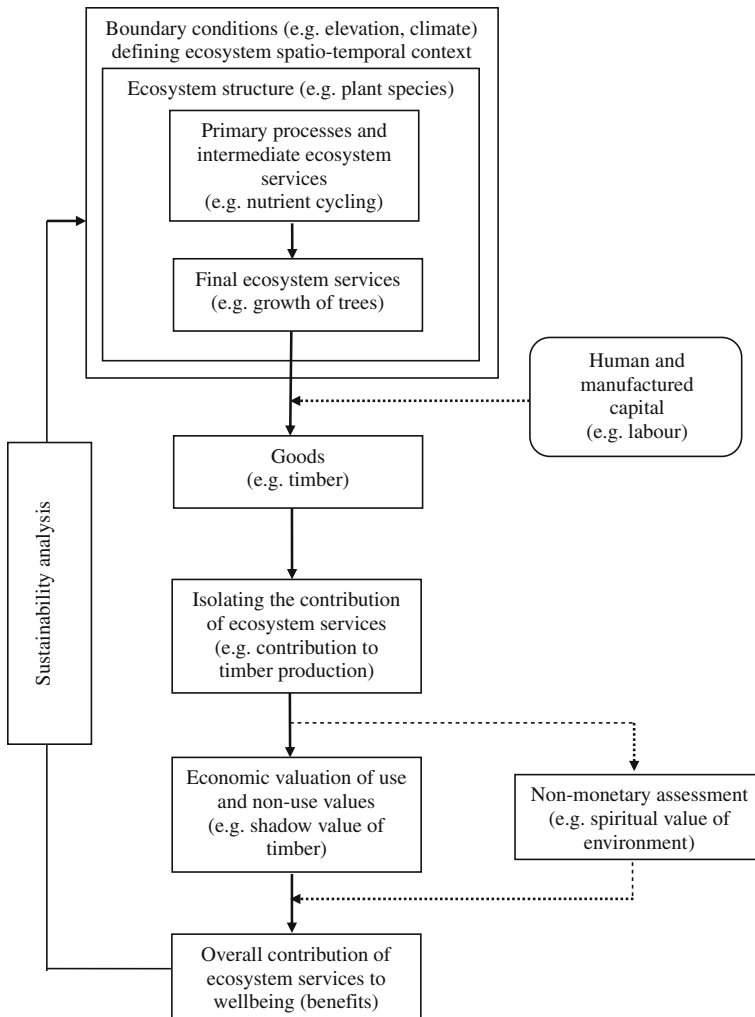 Boundary conditions (e.g. elevation, climate)
defining ecosystem spatio-temporal context
Ecosystem structure (e.g. plant species)
Primary processes and
intermediate ecosystem
services
(e.g. nutrient cycling)
Final ecosystem services
(e.g. growth of trees)
Human and
manufactured
capital
(e.g. labour)
Goods
(e.g. timber)
Sustainability analysis
Isolating the contribution
of ecosystem services
(e.g. contribution to
timber production)
Economic valuation of use
and non-use values
(e.g. shadow value of
timber)
Non-monetary assessment
(e.g. spiritual value of
environment)
Overall contribution of
ecosystem services to
wellbeing (benefits)